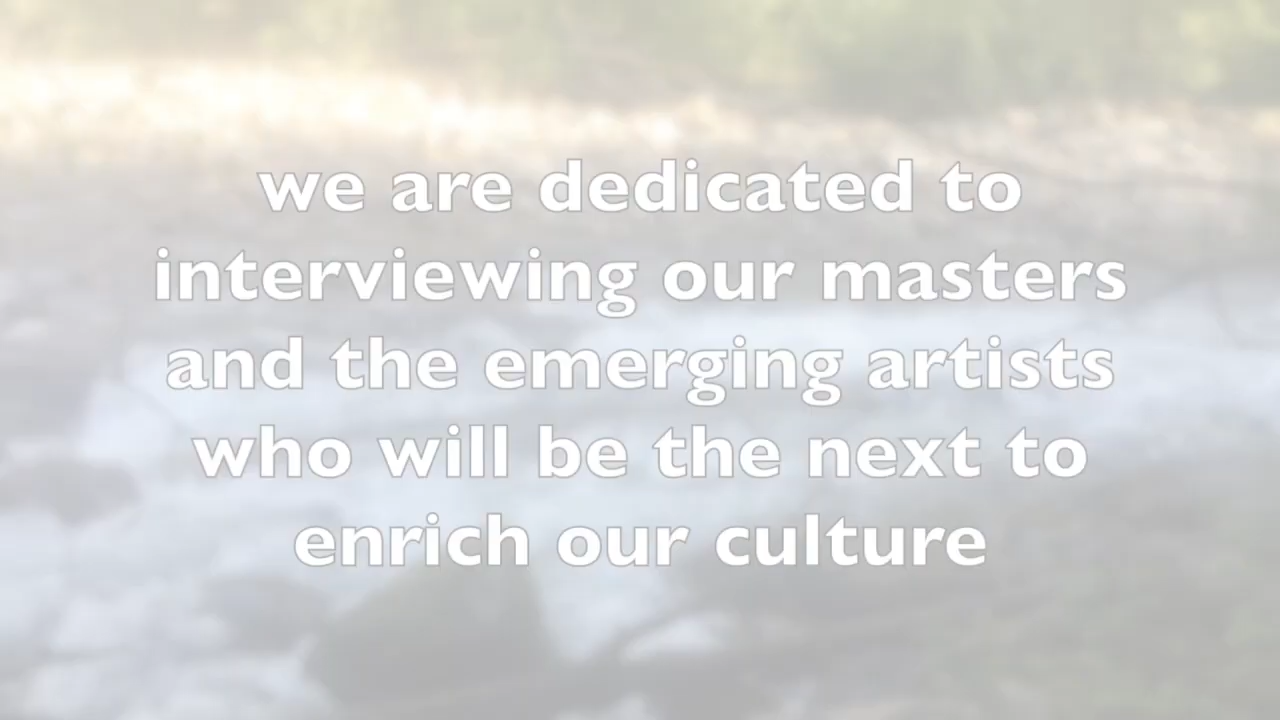 we are dedicated to
interviewing our masters
and the emerging artists
who will be the next to
enrich our culture